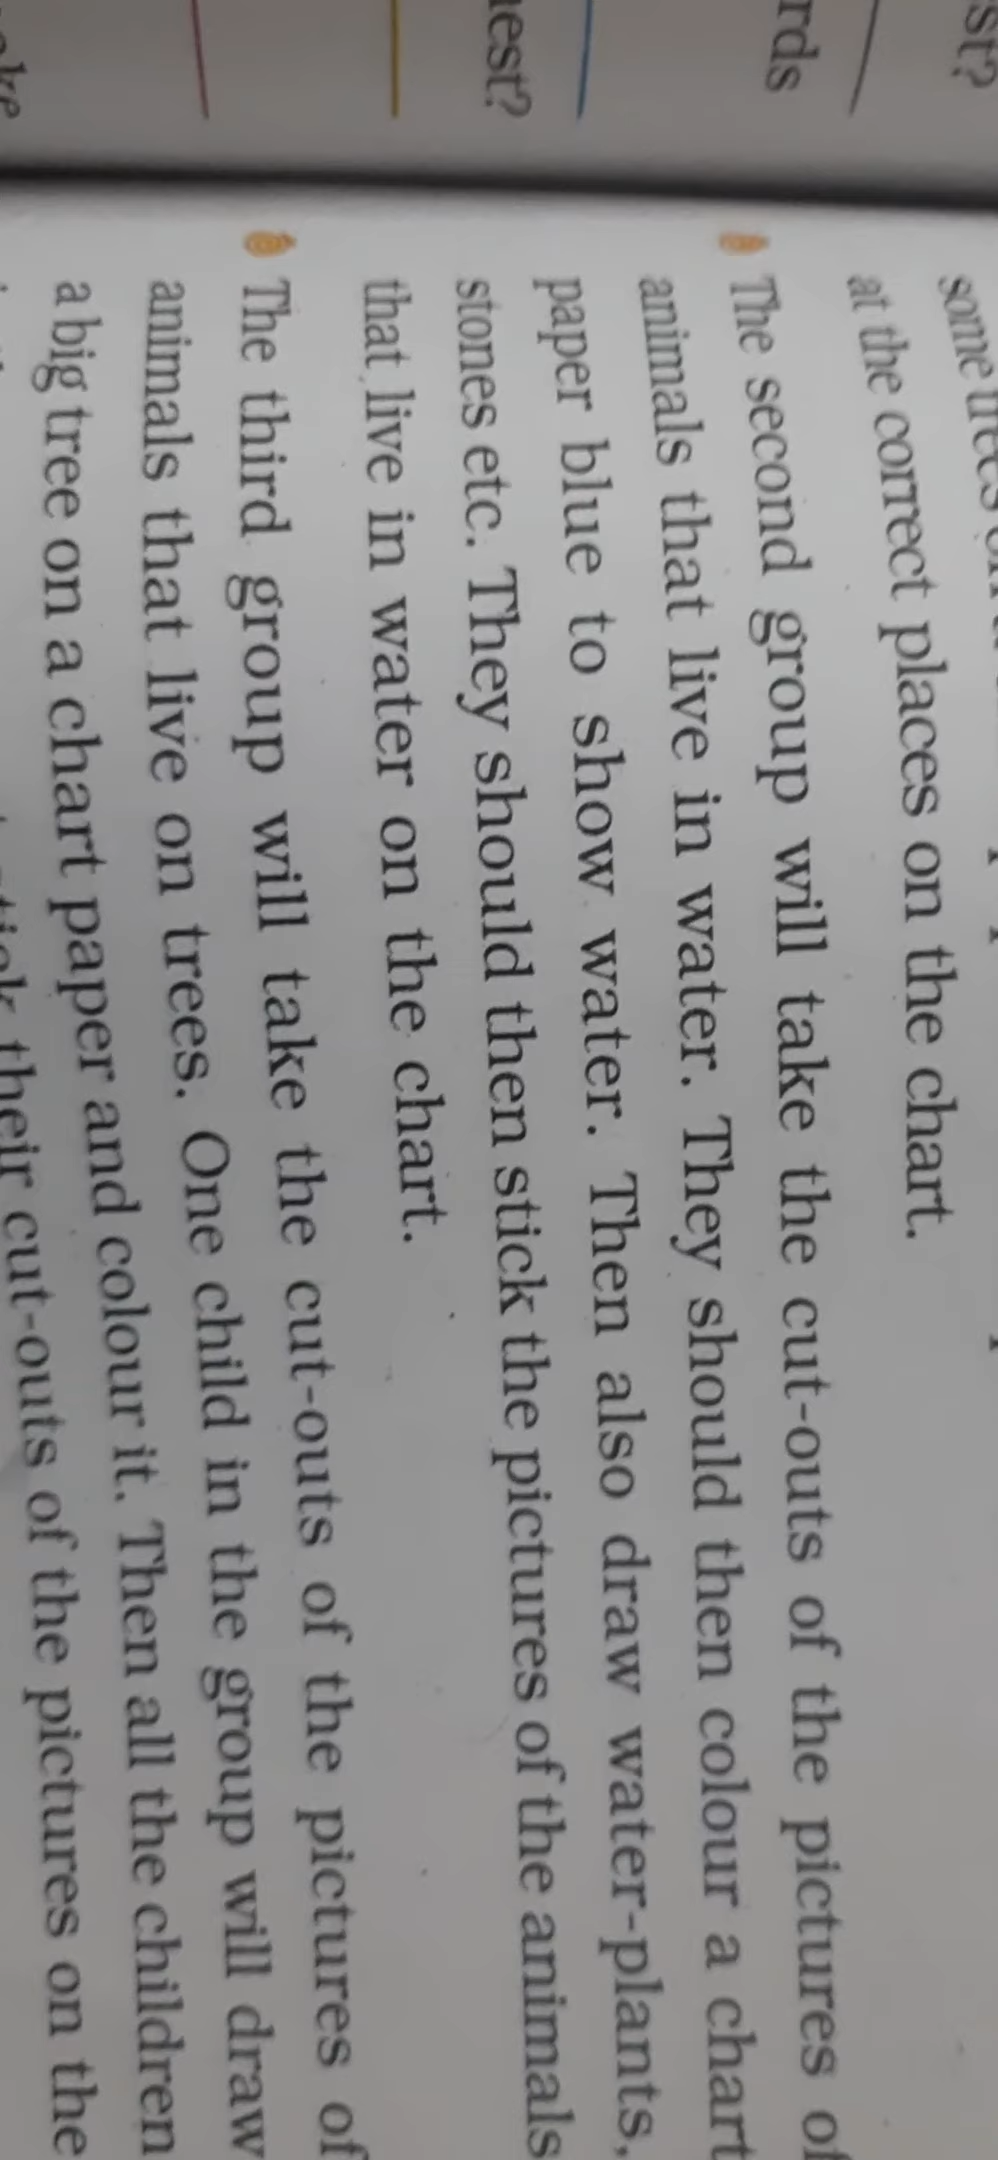 some trees on
at the correct places on the chart.
The second group will take the cut-outs of the pictures of
animals that live in water. They should then colour a chart
paper blue to show water. Then also draw water-plants,
stones etc. They should then stick the pictures of the animals
that live in water on the chart.
The third group will take the cut-outs of the pictures of
animals that live on trees. One child in the group will draw
a big tree on a chart paper and colour it. Then all the children
stick their cut-outs of the pictures on the
st?
rds
est?